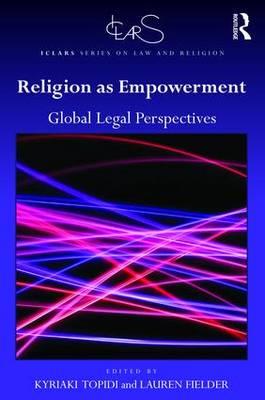 ICLARS
Routledge
ICLARS SERIES ON LAW AND RELIGION
Religion as Empowerment
Global Legal Perspectives
EDITED BY
KYRIAKI TOPIDI and LAUREN FIELDER